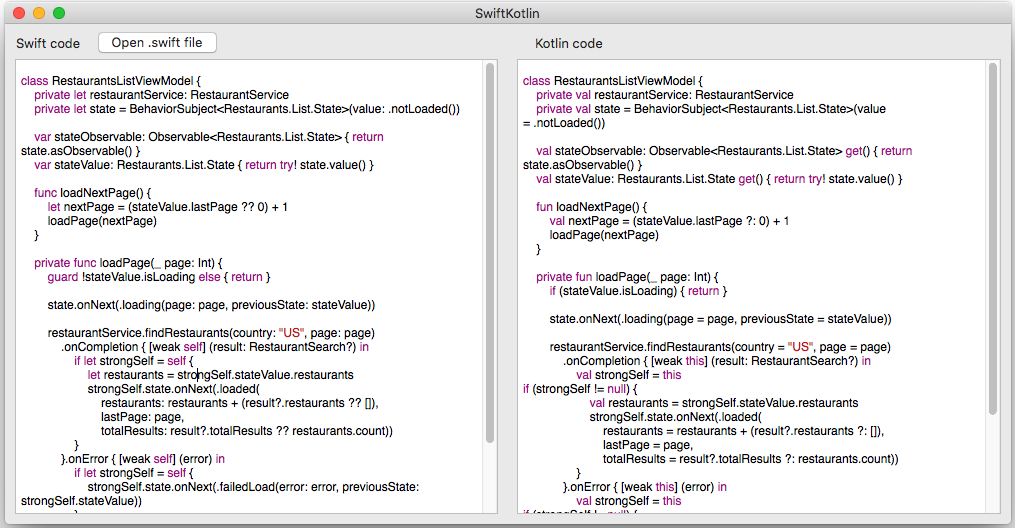 SwiftKotlin
Swift code
Open .swift file
Kotlin code
class RestaurantsListViewModel {
private let restaurantService: RestaurantService
private let state = BehaviorSubject<Restaurants.List.State>(value: .notLoaded())
var stateObservable: Observable<Restaurants.List.State> { return
state.asObservable() }
var stateValue: Restaurants.List.State { return try! state.value() }
func loadNextPage() {
let nextPage = (stateValue.lastPage ?? 0) + 1
loadPage(nextPage)
}
private func loadPage(_ page: Int) {
guard !stateValue.isLoading else { return }
state.onNext(.loading(page: page, previousState: stateValue))
restaurantService.findRestaurants(country: "US", page: page)
.onCompletion { [weak self] (result: RestaurantSearch?) in
if let strongSelf = self {
let restaurants = strongSelf.stateValue.restaurants
strongSelf.state.onNext(.loaded(
restaurants: restaurants + (result?.restaurants ?? []),
lastPage: page,
totalResults: result?.totalResults ?? restaurants.count))
}
}.onError { [weak self] (error) in
if let strongSelf = self {
strongSelf.state.onNext(.failedLoad(error: error, previousState:
strongSelf.stateValue))
}
class RestaurantsListViewModel {
private val restaurantService: RestaurantService
private val state = BehaviorSubject<Restaurants.List.State>(value
= .notLoaded())
val stateObservable: Observable<Restaurants.List.State> get() { return
state.asObservable() }
val stateValue: Restaurants.List.State get() { return try! state.value() }
fun loadNextPage() {
val nextPage = (stateValue.lastPage ?: 0) + 1
loadPage(nextPage)
}
private fun loadPage(_ page: Int) {
if (stateValue.isLoading) { return }
state.onNext(.loading(page = page, previousState = stateValue))
restaurantService.findRestaurants(country = "US", page = page)
.onCompletion { [weak this] (result: RestaurantSearch?) in
val strongSelf = this
if (strongSelf != null) {
val restaurants = strongSelf.stateValue.restaurants
strongSelf.state.onNext(.loaded(
restaurants = restaurants + (result?.restaurants ?: []),
lastPage = page,
totalResults = result?.totalResults ?: restaurants.count))
}
}.onError { [weak this] (error) in
val strongSelf = this
if (strongSelf != null) {